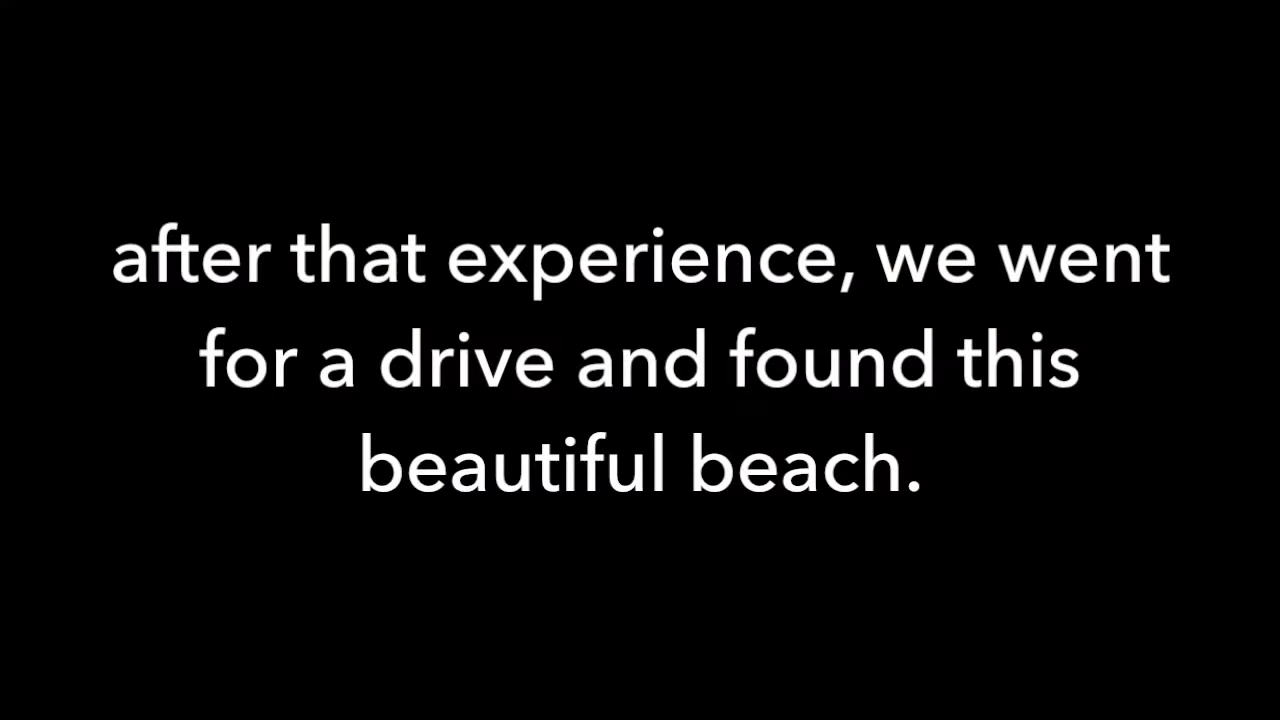 after that experience, we went
for a drive and found this
beautiful beach.